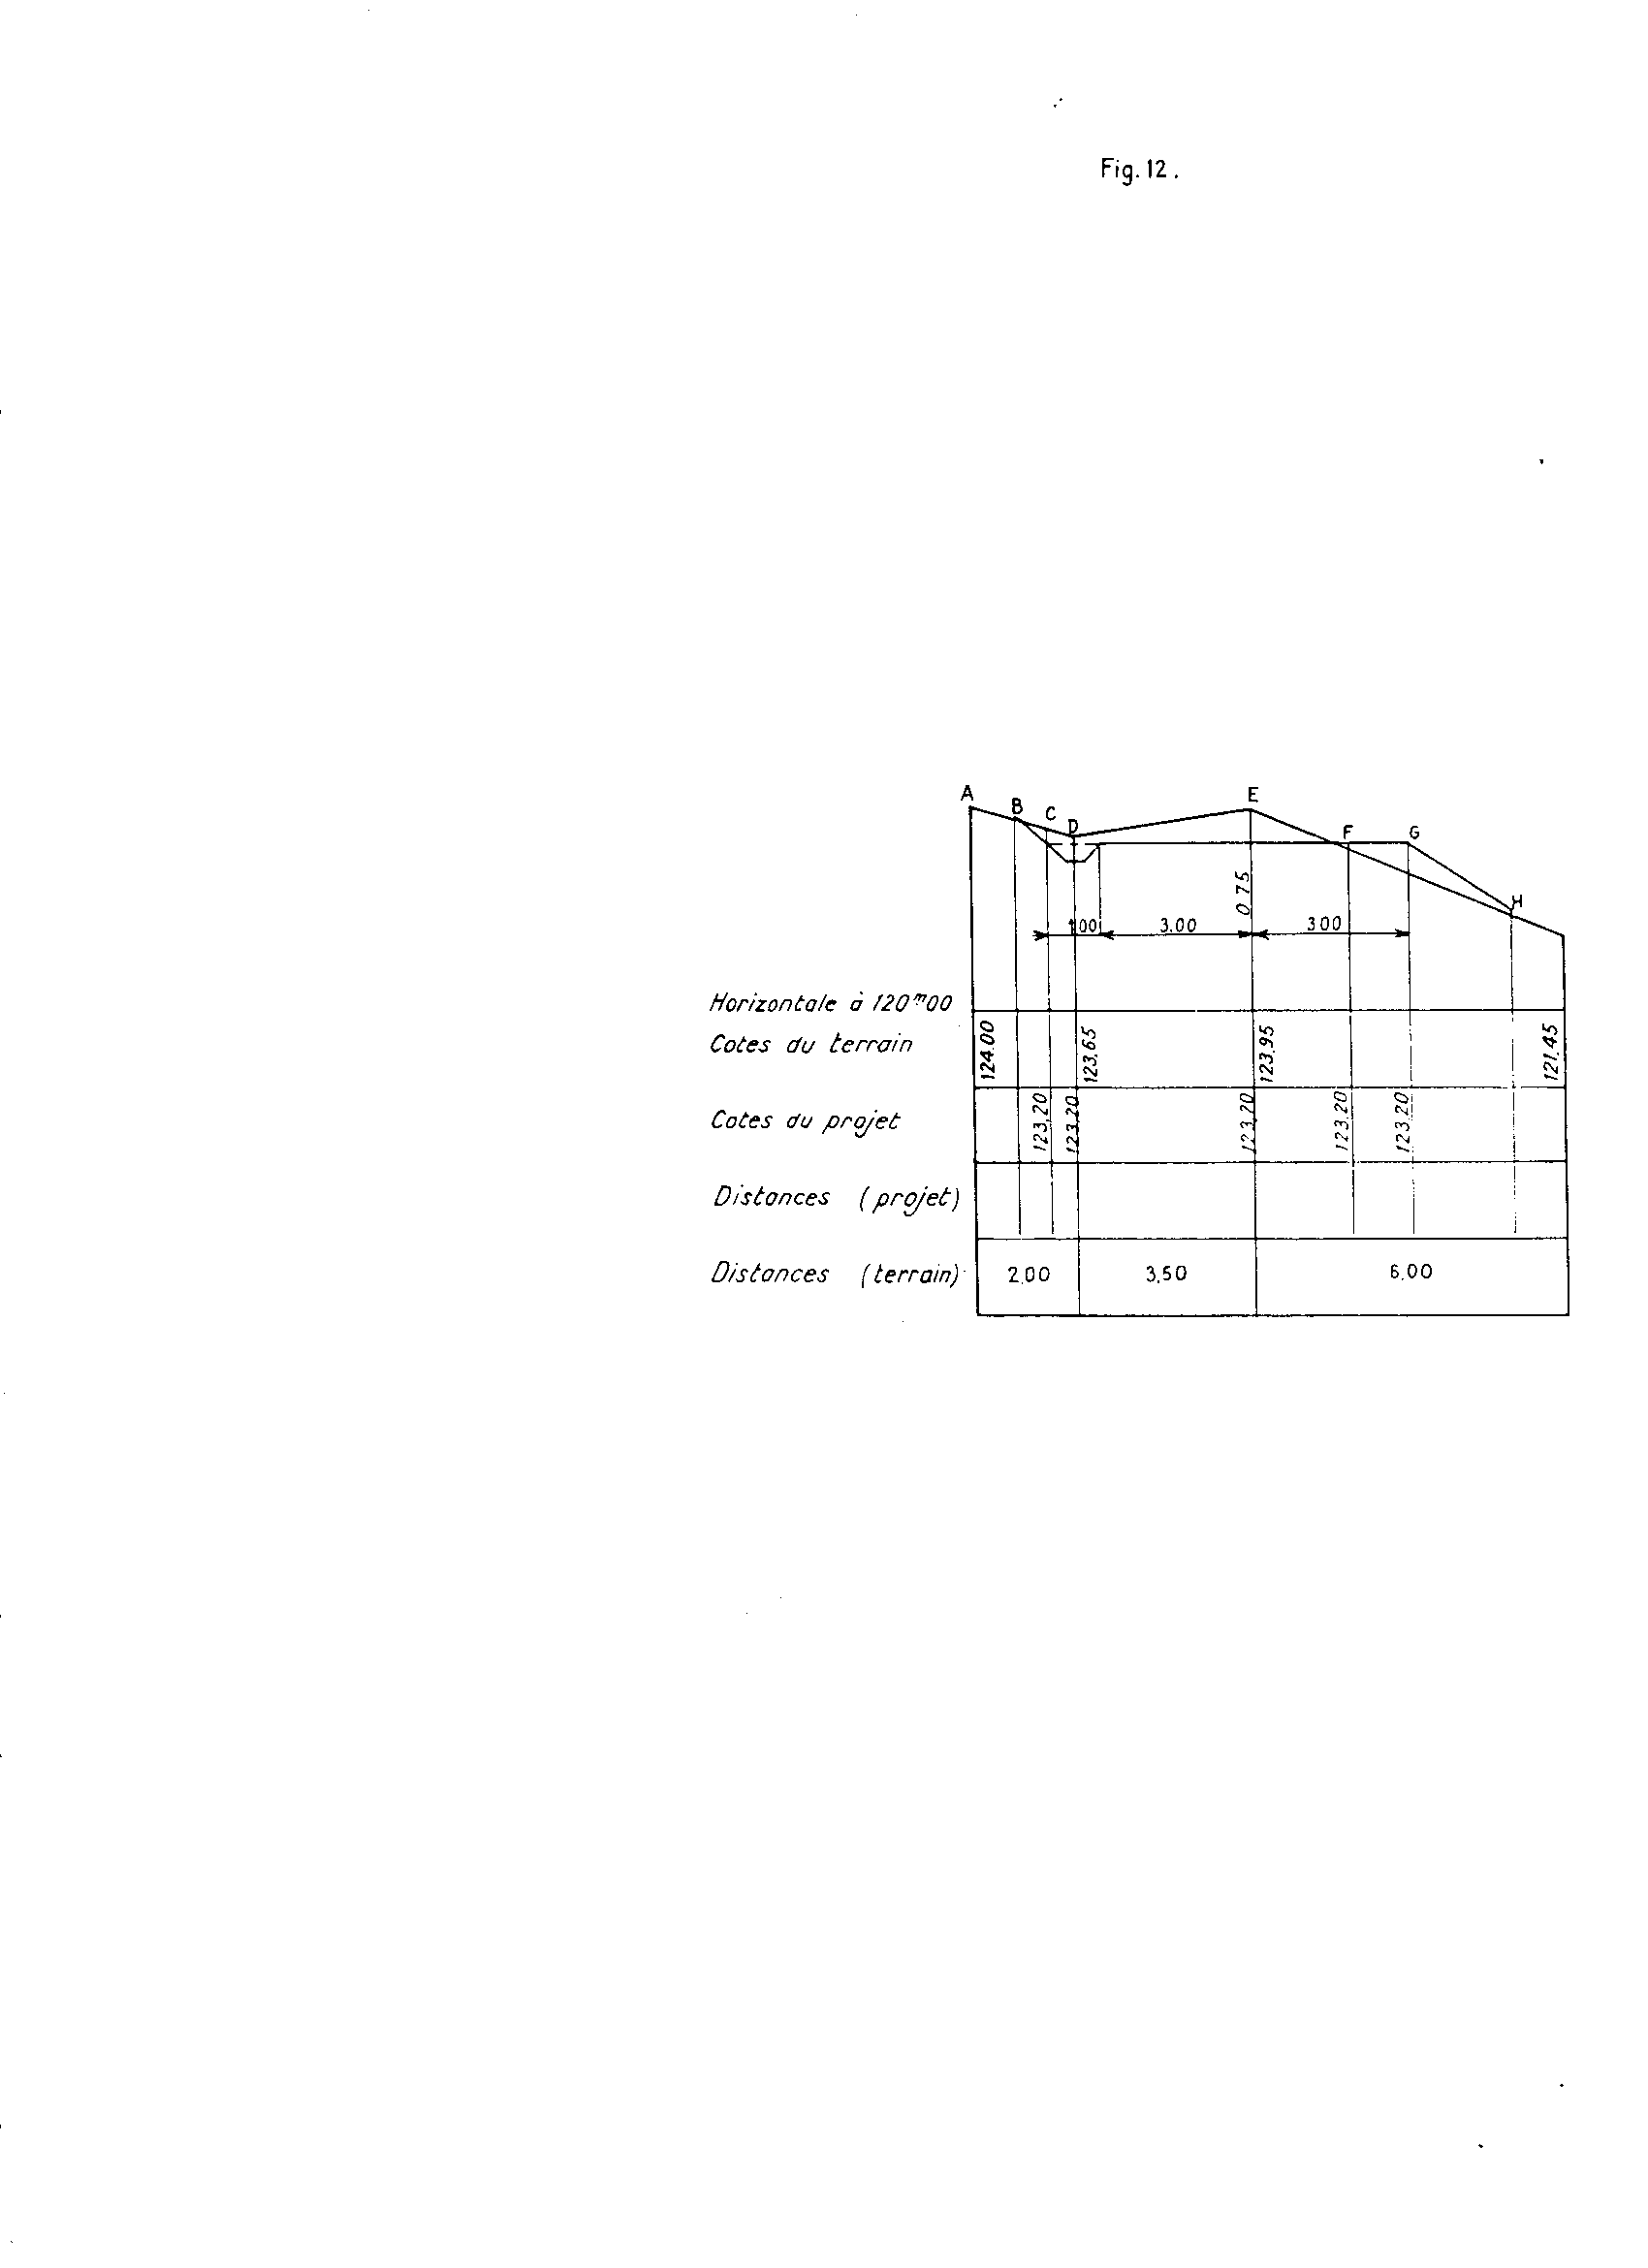 Fig. 12.
A B C D E F G H
0 75
1,00 3,00 3 00
Horizontale à 120ᵐ00
Cotes du terrain 124.00 123,65 123,95 121.45
Cotes du projet 123,20 123,20 123,20 123.20 123,20
Distances (projet)
Distances (terrain) 2,00 3,50 6,00